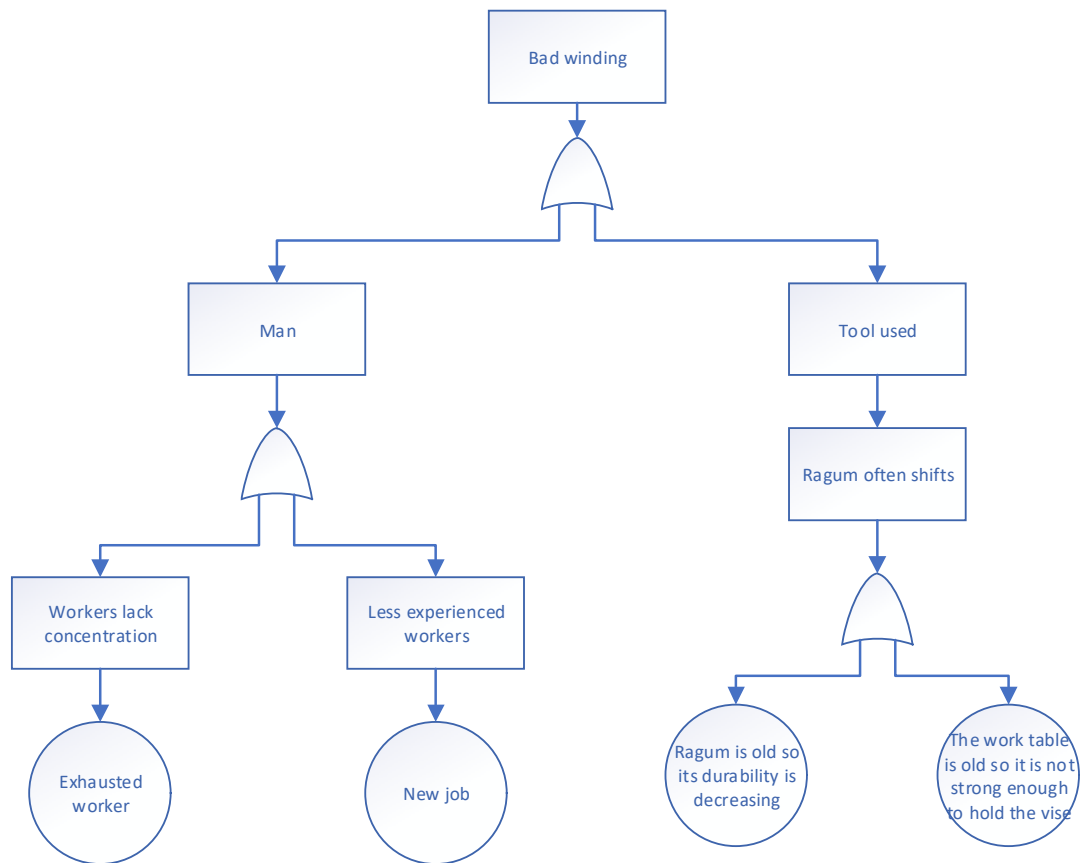 Bad winding
Man
Tool used
Ragum often shifts
Workers lack
concentration
Less experienced
workers
Exhausted
worker
New job
Ragum is old so
its durability is
decreasing
The work table
is old so it is not
strong enough
to hold the vise